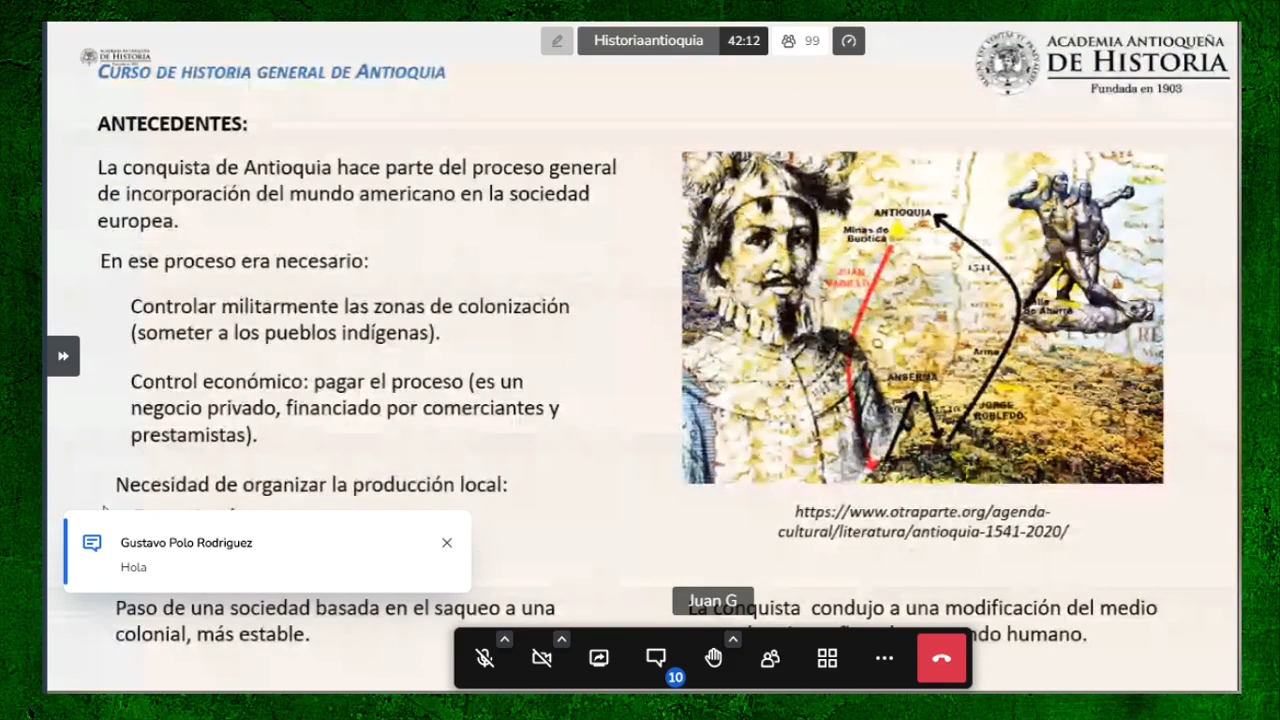 Historiaantioquia 42:12 99
ACADEMIA ANTIOQUEÑA
DE HISTORIA
Fundada en 1903
DE HISTORIA
CURSO DE HISTORIA GENERAL DE ANTIOQUIA
ANTECEDENTES:
La conquista de Antioquia hace parte del proceso general
de incorporación del mundo americano en la sociedad
europea.
En ese proceso era necesario:
Controlar militarmente las zonas de colonización
(someter a los pueblos indígenas).
Control económico: pagar el proceso (es un
negocio privado, financiado por comerciantes y
prestamistas).
Necesidad de organizar la producción local:
Gustavo Polo Rodriguez
Hola
Paso de una sociedad basada en el saqueo a una
colonial, más estable.
ANTIOQUIA
Minas de
Buriticá
JUAN
1541
Arma
ANSERMA
JORGE
ROBLEDO
https://www.otraparte.org/agenda-
cultural/literatura/antioquia-1541-2020/
Juan G
La conquista condujo a una modificación del medio
humano.
10